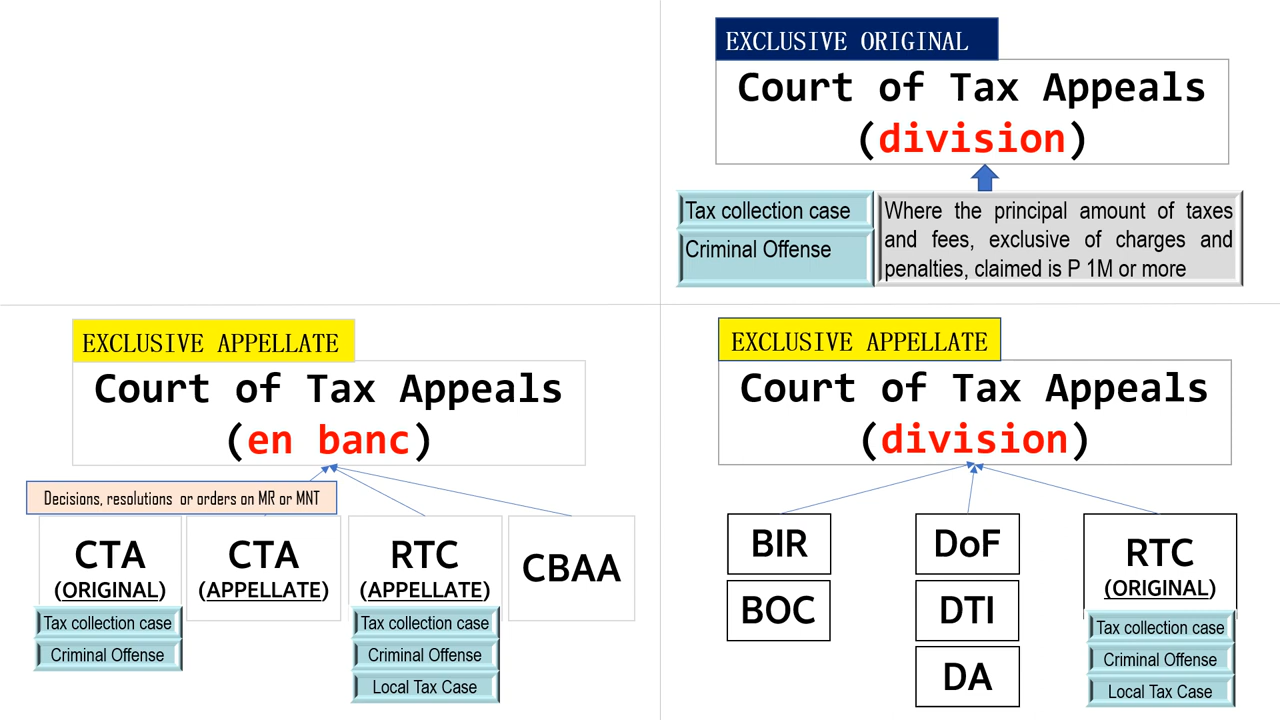 EXCLUSIVE ORIGINAL
Court of Tax Appeals
(division)
Tax collection case
Criminal Offense
Where the principal amount of taxes
and fees, exclusive of charges and
penalties, claimed is P 1M or more
EXCLUSIVE APPELLATE
Court of Tax Appeals
(en banc)
Decisions, resolutions or orders on MR or MNT
CTA
(ORIGINAL)
Tax collection case
Criminal Offense
CTA
(APPELLATE)
RTC
(APPELLATE)
Tax collection case
Criminal Offense
Local Tax Case
CBAA
EXCLUSIVE APPELLATE
Court of Tax Appeals
(division)
BIR
BOC
DoF
DTI
DA
RTC
(ORIGINAL)
Tax collection case
Criminal Offense
Local Tax Case